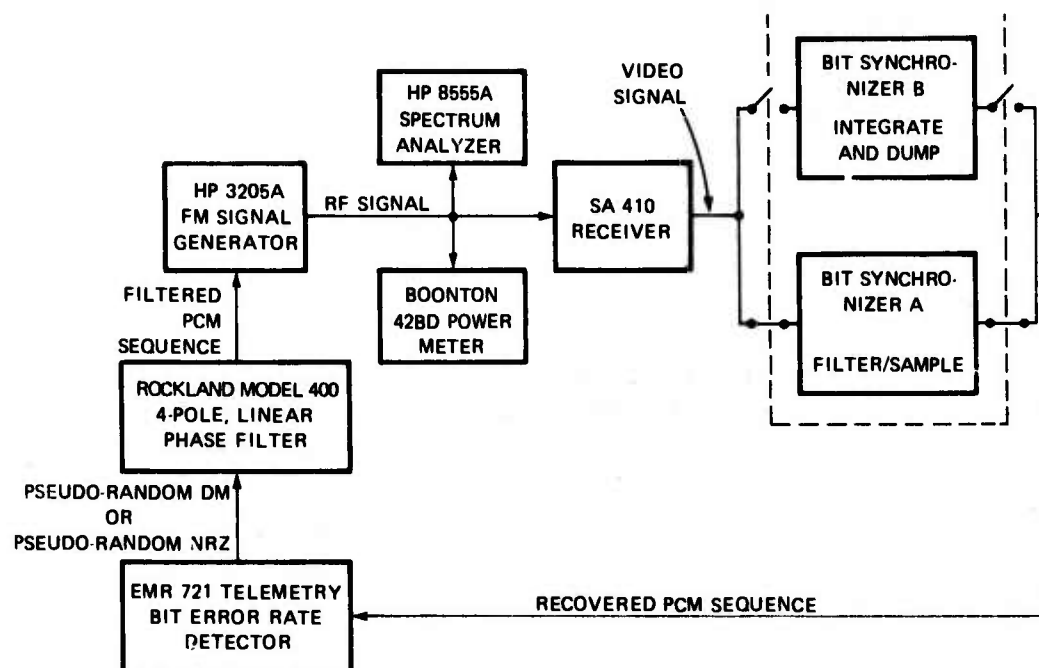 HP 8555A
SPECTRUM
ANALYZER
VIDEO
SIGNAL
BIT SYNCHRO-
NIZER B
INTEGRATE
AND DUMP
HP 3205A
FM SIGNAL
GENERATOR
RF SIGNAL
SA 410
RECEIVER
BOONTON
42BD POWER
METER
BIT SYNCHRO-
NIZER A
FILTER/SAMPLE
FILTERED
PCM
SEQUENCE
ROCKLAND MODEL 400
4-POLE, LINEAR
PHASE FILTER
PSEUDO-RANDOM DM
OR
PSEUDO-RANDOM NRZ
EMR 721 TELEMETRY
BIT ERROR RATE
DETECTOR
RECOVERED PCM SEQUENCE